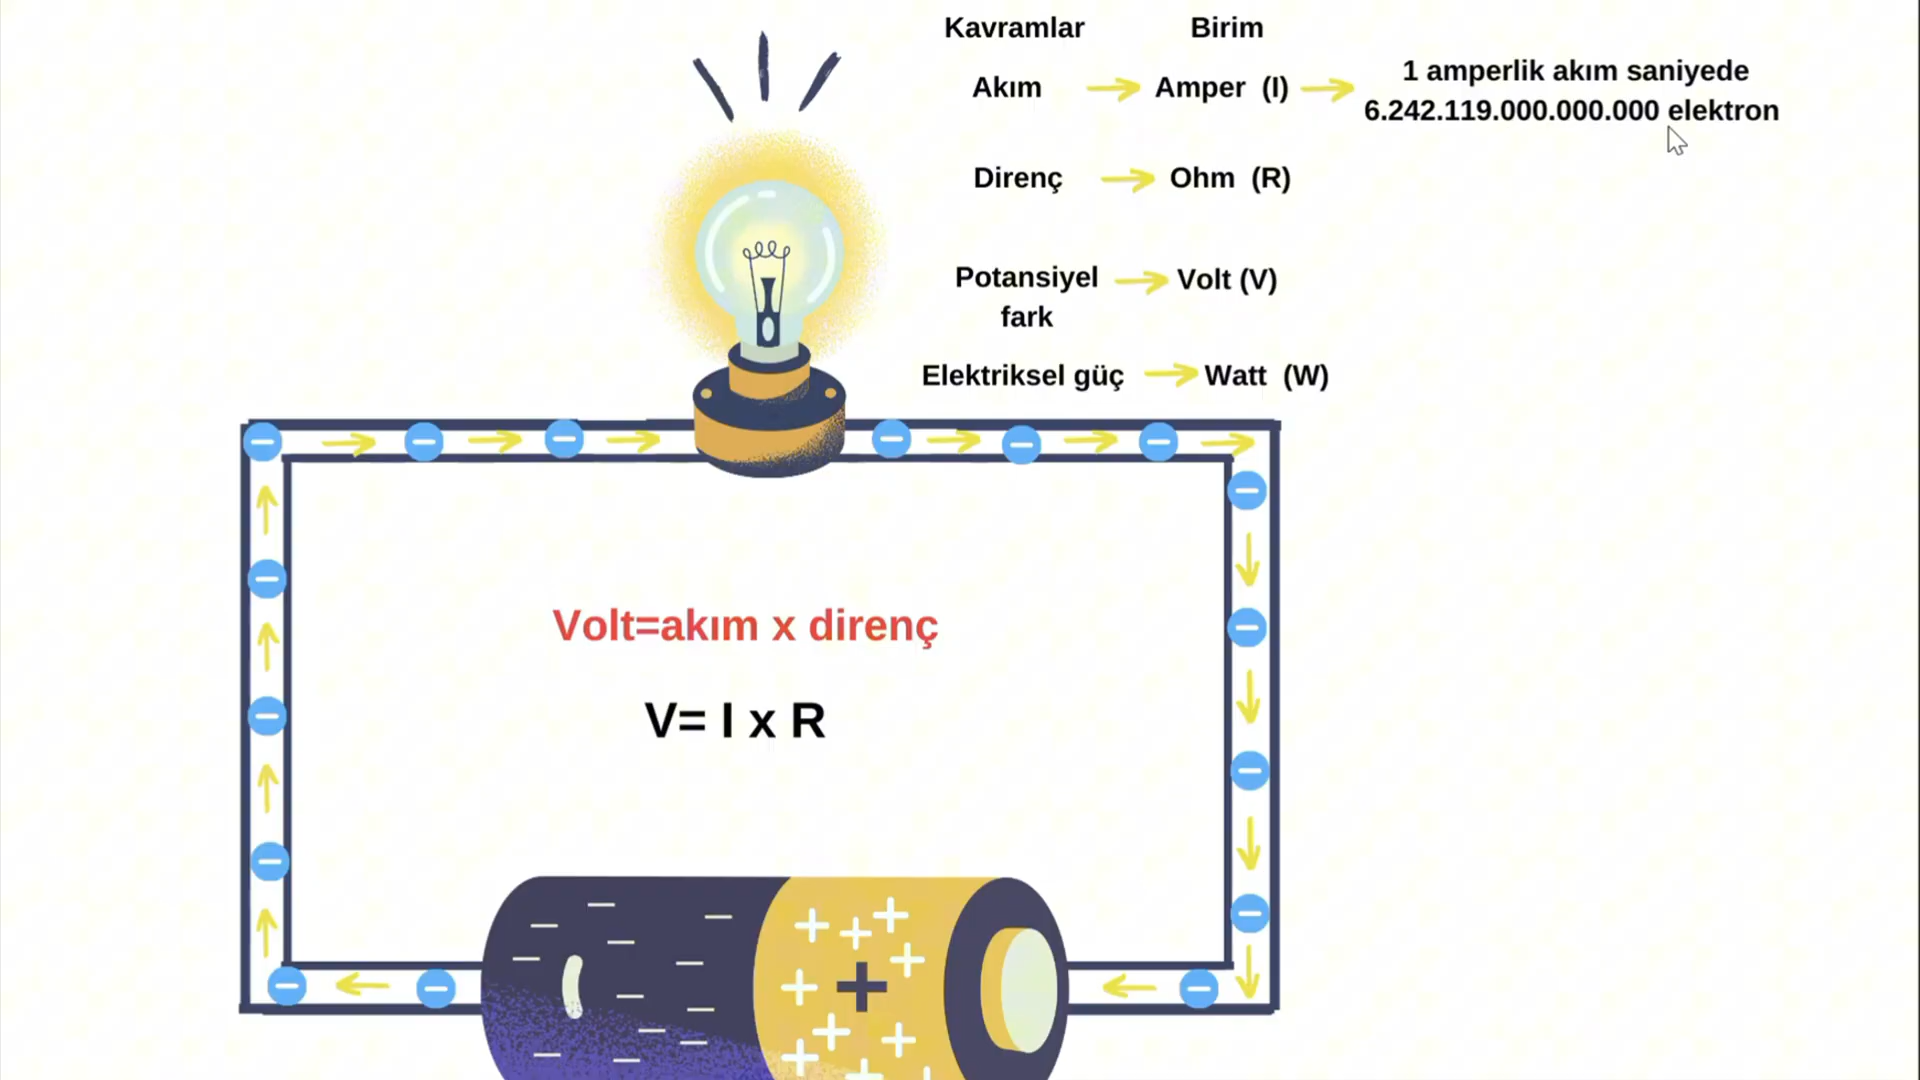 Kavramlar Birim
Akım Amper (I) 1 amperlik akım saniyede
6.242.119.000.000.000 elektron
Direnç Ohm (R)
Potansiyel Volt (V)
fark
Elektriksel güç Watt (W)
Volt=akım x direnç
V= I x R